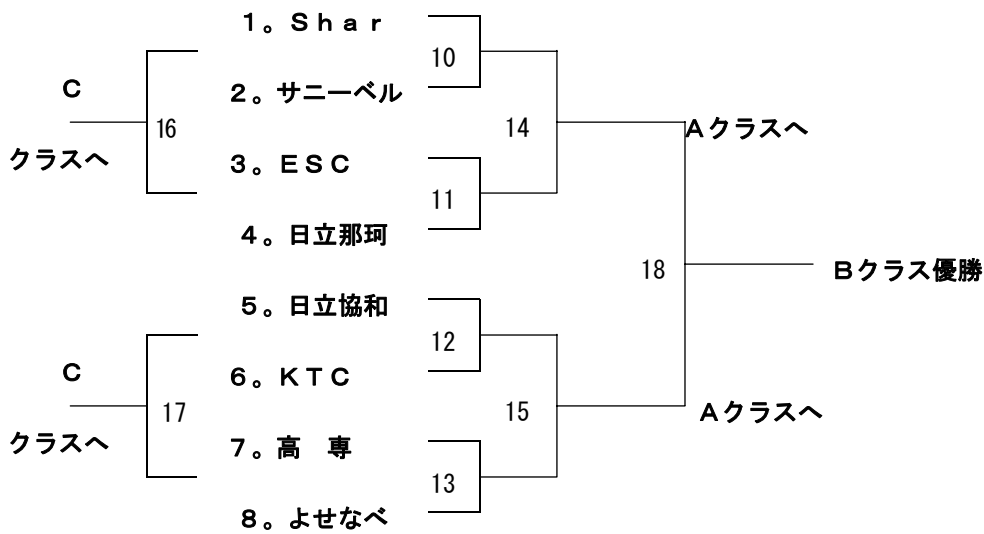 1。Ｓｈａｒ
10
C
2。サニーベル
16
14
Aクラスへ
クラスへ
3。ＥＳＣ
11
4。日立那珂
18
Bクラス優勝
5。日立協和
12
C
6。ＫＴＣ
17
15
Aクラスへ
クラスへ
7。高　専
13
8。よせなべ